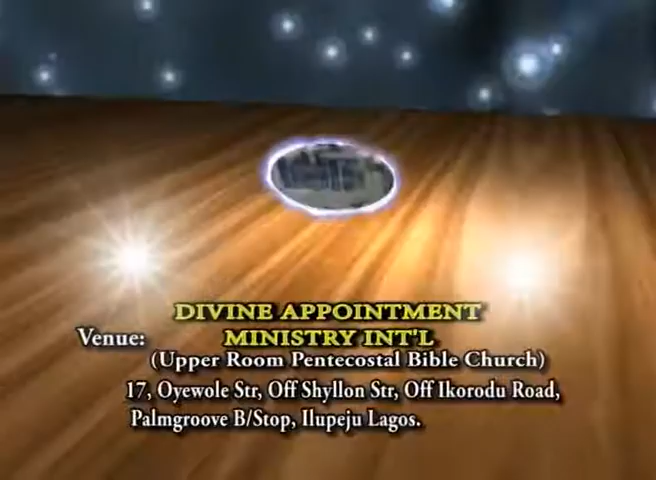 DIVINE APPOINTMENT
Venue: MINISTRY INT'L
(Upper Room Pentecostal Bible Church)
17, Oyewole Str, Off Shyllon Str, Off Ikorodu Road,
Palmgroove B/Stop, Ilupeju Lagos.